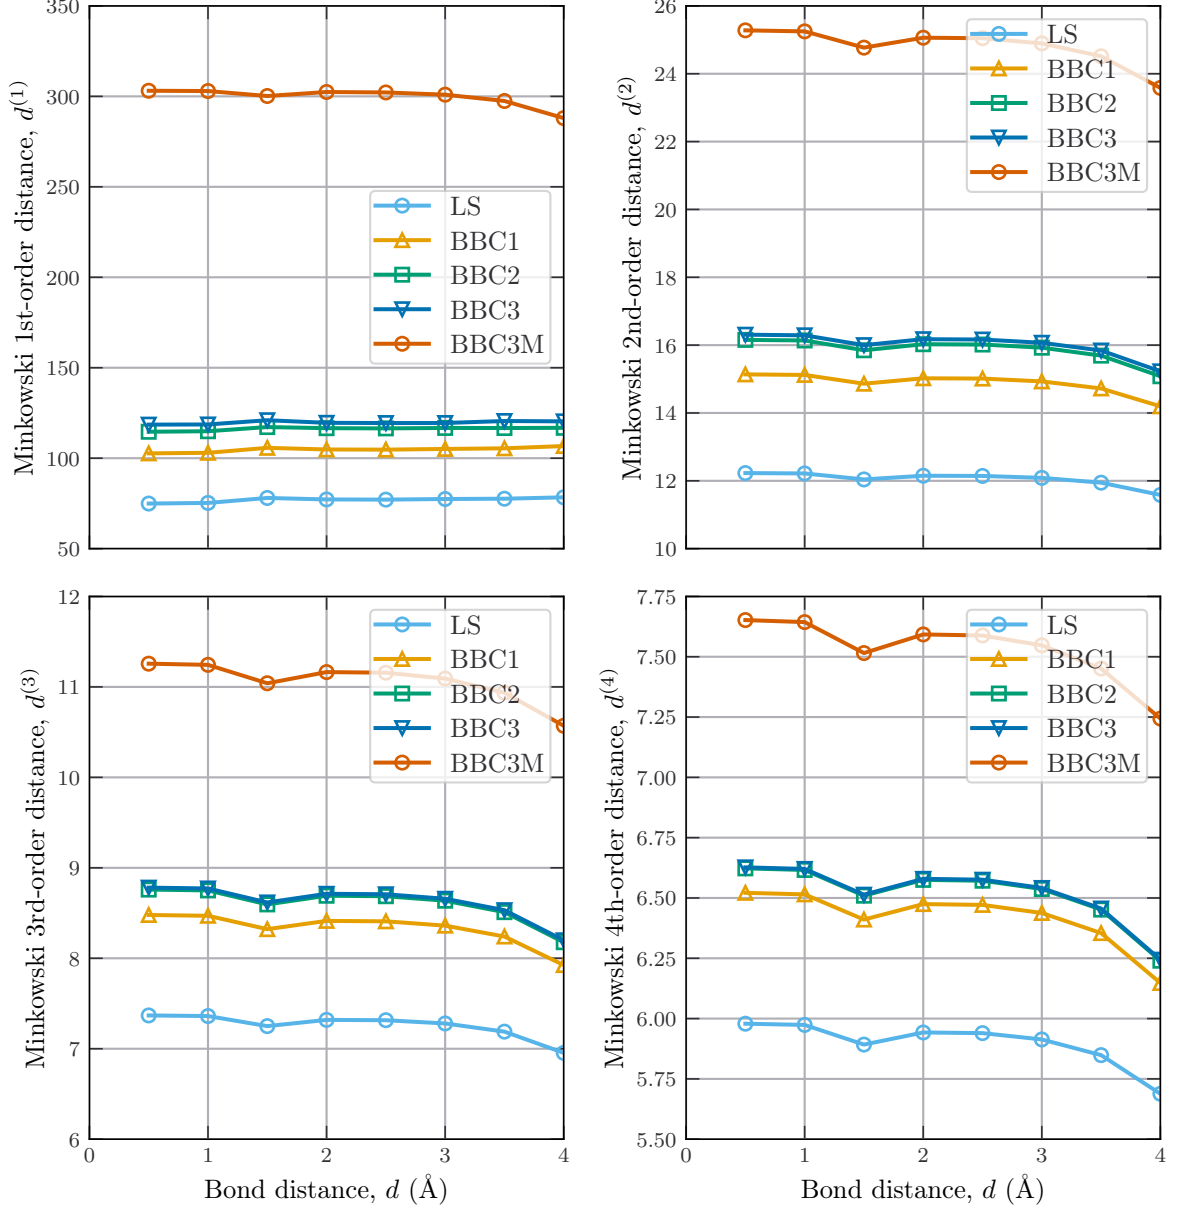 350
300
250
200
150
100
50
Minkowski 1st-order distance, d^(1)
LS
BBC1
BBC2
BBC3
BBC3M
26
24
22
20
18
16
14
12
10
Minkowski 2nd-order distance, d^(2)
LS
BBC1
BBC2
BBC3
BBC3M
12
11
10
9
8
7
6
Minkowski 3rd-order distance, d^(3)
LS
BBC1
BBC2
BBC3
BBC3M
0 1 2 3 4
Bond distance, d (Å)
7.75
7.50
7.25
7.00
6.75
6.50
6.25
6.00
5.75
5.50
Minkowski 4th-order distance, d^(4)
LS
BBC1
BBC2
BBC3
BBC3M
0 1 2 3 4
Bond distance, d (Å)